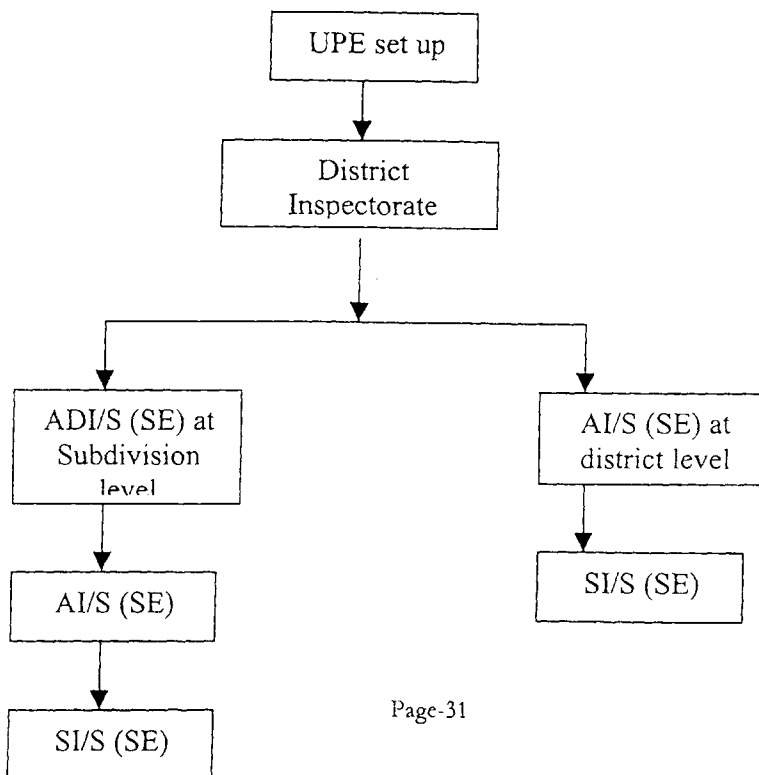 UPE set up
District
Inspectorate
ADI/S (SE) at
Subdivision
level
AI/S (SE) at
district level
AI/S (SE)
SI/S (SE)
SI/S (SE)
Page-31